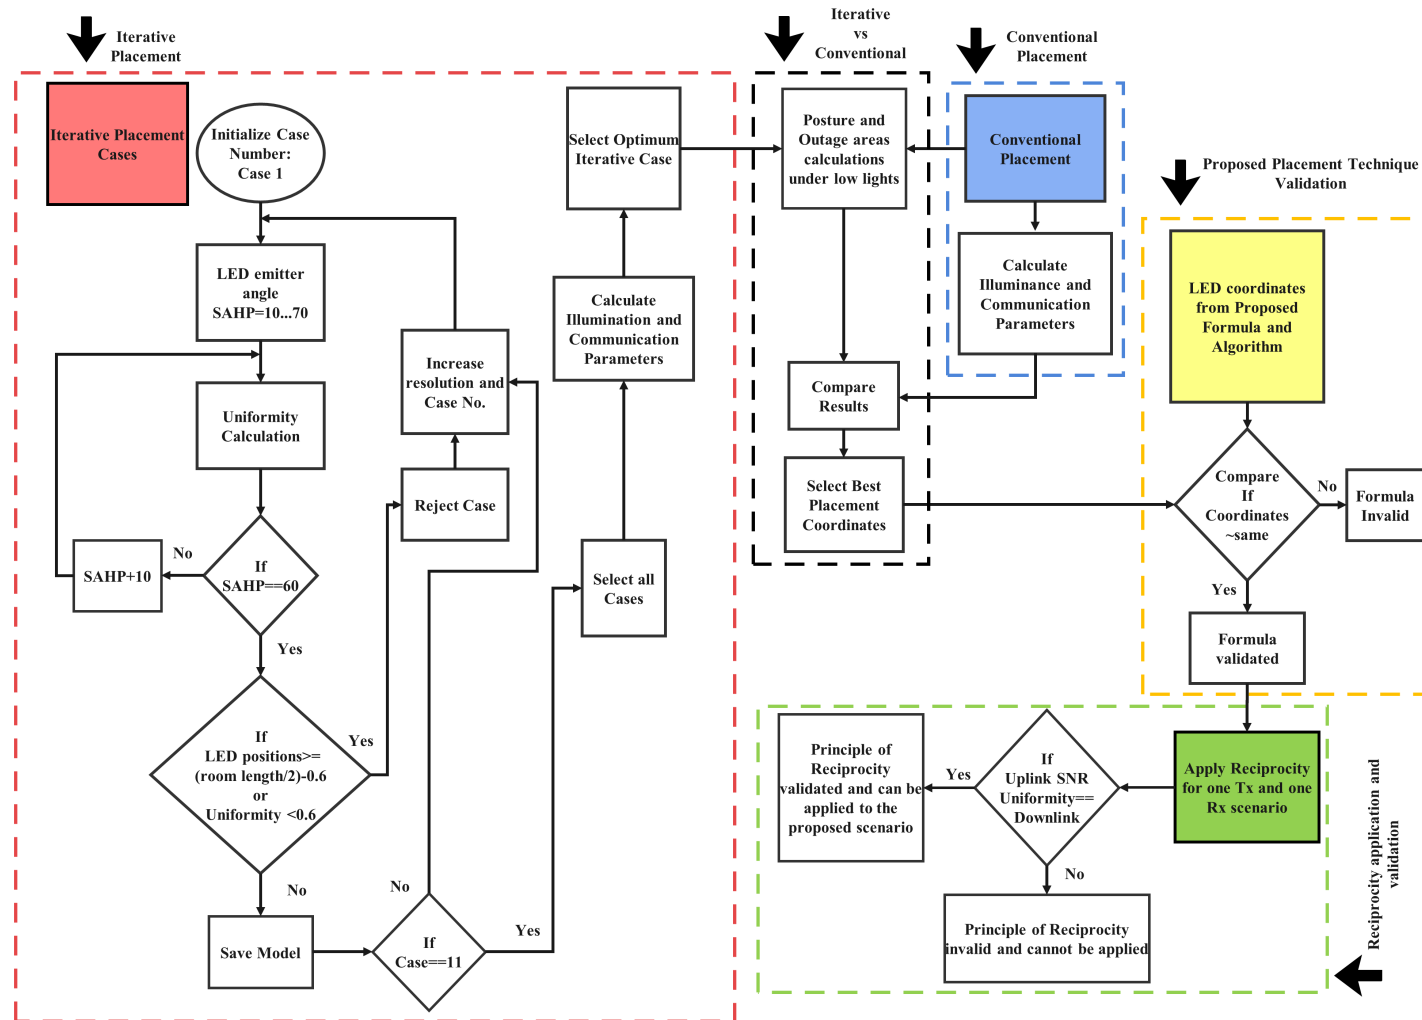 Iterative
Placement
Iterative Placement
Cases
Initialize Case
Number:
Case 1
LED emitter
angle
SAHP=10...70
Uniformity
Calculation
If
SAHP==60
No
SAHP+10
Yes
If
LED positions>=
(room length/2)-0.6
or
Uniformity <0.6
Yes
No
Save Model
If
Case==11
No
Yes
Reject Case
Increase
resolution and
Case No.
Select all
Cases
Calculate
Illumination and
Communication
Parameters
Select Optimum
Iterative Case
Iterative
vs
Conventional
Posture and
Outage areas
calculations
under low lights
Compare
Results
Select Best
Placement
Coordinates
Conventional
Placement
Conventional
Placement
Calculate
Illuminance and
Communication
Parameters
Proposed Placement Technique
Validation
LED coordinates
from Proposed
Formula and
Algorithm
Compare
If
Coordinates
~same
No
Formula
Invalid
Yes
Formula
validated
Apply Reciprocity
for one Tx and one
Rx scenario
If
Uplink SNR
Uniformity==
Downlink
Yes
Principle of
Reciprocity
validated and can be
applied to the
proposed scenario
No
Principle of Reciprocity
invalid and cannot be
applied
Reciprocity application and
validation